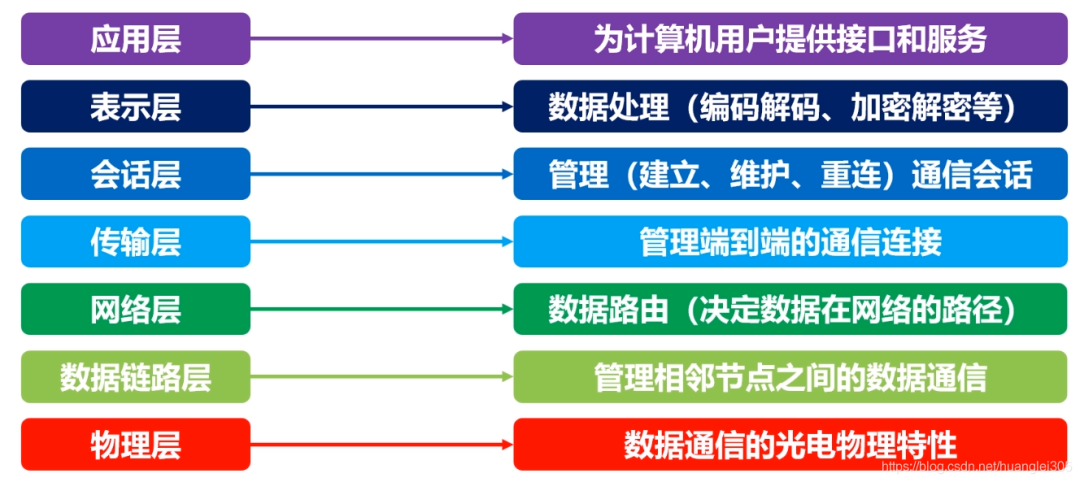 应用层
为计算机用户提供接口和服务
表示层
数据处理（编码解码、加密解密等）
会话层
管理（建立、维护、重连）通信会话
传输层
管理端到端的通信连接
网络层
数据路由（决定数据在网络的路径）
数据链路层
管理相邻节点之间的数据通信
物理层
数据通信的光电物理特性
https://blog.csdn.net/huanglei305